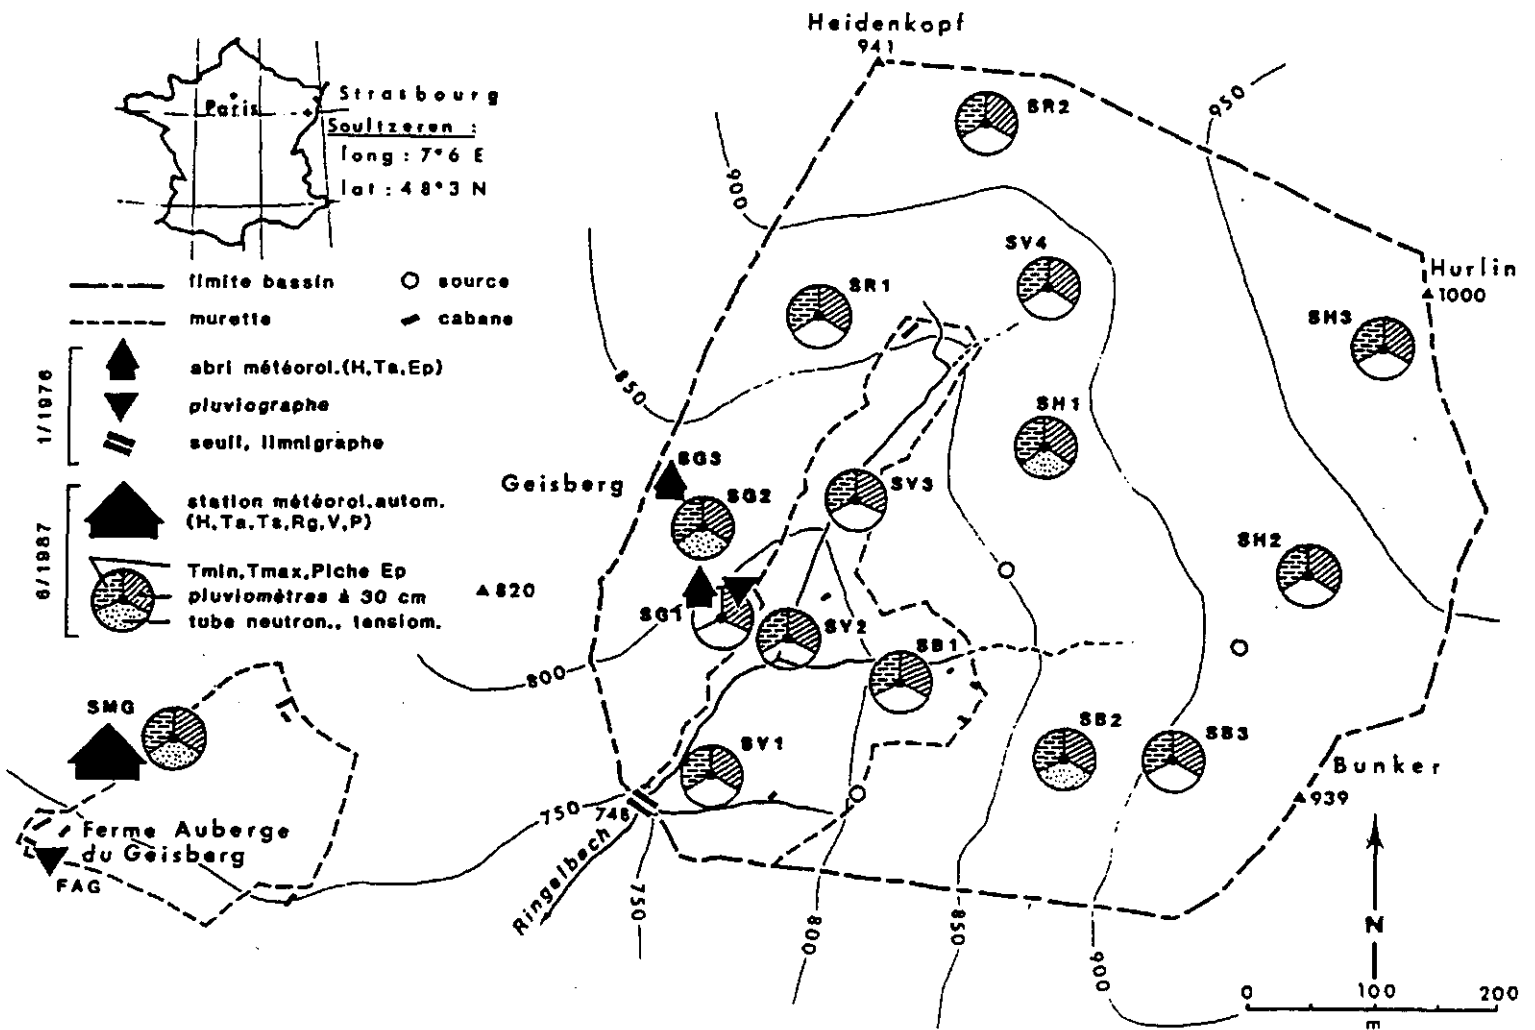 Heidenkopf
941
Paris
Strasbourg
Soultzeren :
long : 7°6 E
lat : 48°3 N
limite bassin
source
murette
cabane
1/1976
abri météorol.(H,Ta,Ep)
pluviographe
seuil, limnigraphe
6/1987
station météorol.autom.
(H,Ta,Ts,Rg,V,P)
Tmin,Tmax,Piche Ep
pluviomètres à 30 cm
tube neutron., tensiom.
SR2
950
900
SV4
Hurlin
1000
SR1
SH3
850
SH1
SG3
Geisberg
SG2
SV3
SH2
820
SG1
SV2
SB1
800
SMG
SV1
SB2
SB3
Bunker
939
750
748
Ferme Auberge
du Geisberg
FAG
Ringelbach
750
800
850
900
N
0 100 200
m